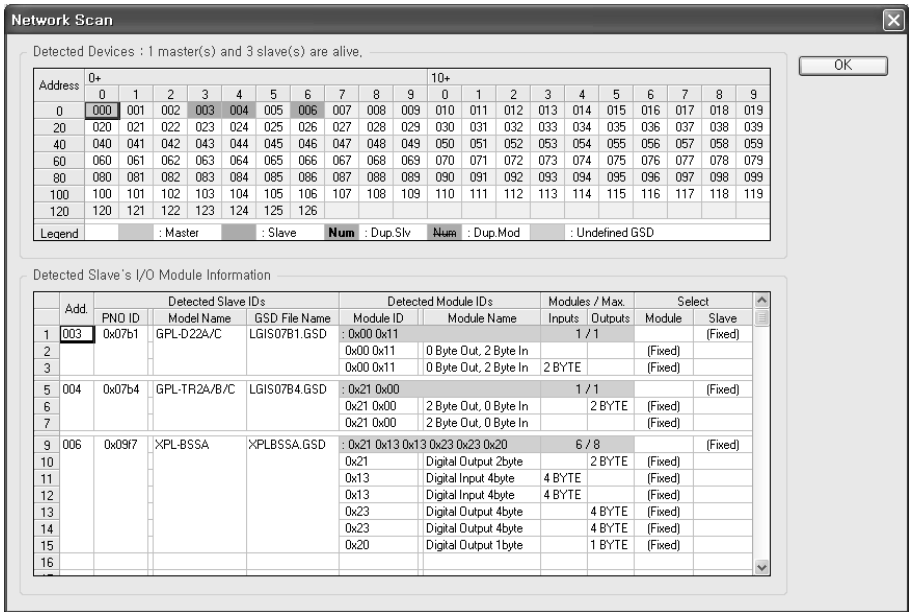 Network Scan
Detected Devices : 1 master(s) and 3 slave(s) are alive,
OK
Address 0+ 10+
0 1 2 3 4 5 6 7 8 9 0 1 2 3 4 5 6 7 8 9
0 000 001 002 003 004 005 006 007 008 009 010 011 012 013 014 015 016 017 018 019
20 020 021 022 023 024 025 026 027 028 029 030 031 032 033 034 035 036 037 038 039
40 040 041 042 043 044 045 046 047 048 049 050 051 052 053 054 055 056 057 058 059
60 060 061 062 063 064 065 066 067 068 069 070 071 072 073 074 075 076 077 078 079
80 080 081 082 083 084 085 086 087 088 089 090 091 092 093 094 095 096 097 098 099
100 100 101 102 103 104 105 106 107 108 109 110 111 112 113 114 115 116 117 118 119
120 120 121 122 123 124 125 126
Legend : Master : Slave Num : Dup.Slv Num : Dup.Mod : Undefined GSD
Detected Slave's I/O Module Information
Add. Detected Slave IDs Detected Module IDs Modules / Max. Select
PNO ID Model Name GSD File Name Module ID Module Name Inputs Outputs Module Slave
1 003 0x07b1 GPL-D22A/C LGIS07B1.GSD : 0x00 0x11 1 / 1 (Fixed)
2 0x00 0x11 0 Byte Out, 2 Byte In (Fixed)
3 0x00 0x11 0 Byte Out, 2 Byte In 2 BYTE (Fixed)
5 004 0x07b4 GPL-TR2A/B/C LGIS07B4.GSD : 0x21 0x00 1 / 1 (Fixed)
6 0x21 0x00 2 Byte Out, 0 Byte In 2 BYTE (Fixed)
7 0x21 0x00 2 Byte Out, 0 Byte In (Fixed)
9 006 0x09f7 XPL-BSSA XPLBSSA.GSD : 0x21 0x13 0x13 0x23 0x23 0x20 6 / 8 (Fixed)
10 0x21 Digital Output 2byte 2 BYTE (Fixed)
11 0x13 Digital Input 4byte 4 BYTE (Fixed)
12 0x13 Digital Input 4byte 4 BYTE (Fixed)
13 0x23 Digital Output 4byte 4 BYTE (Fixed)
14 0x23 Digital Output 4byte 4 BYTE (Fixed)
15 0x20 Digital Output 1byte 1 BYTE (Fixed)
16